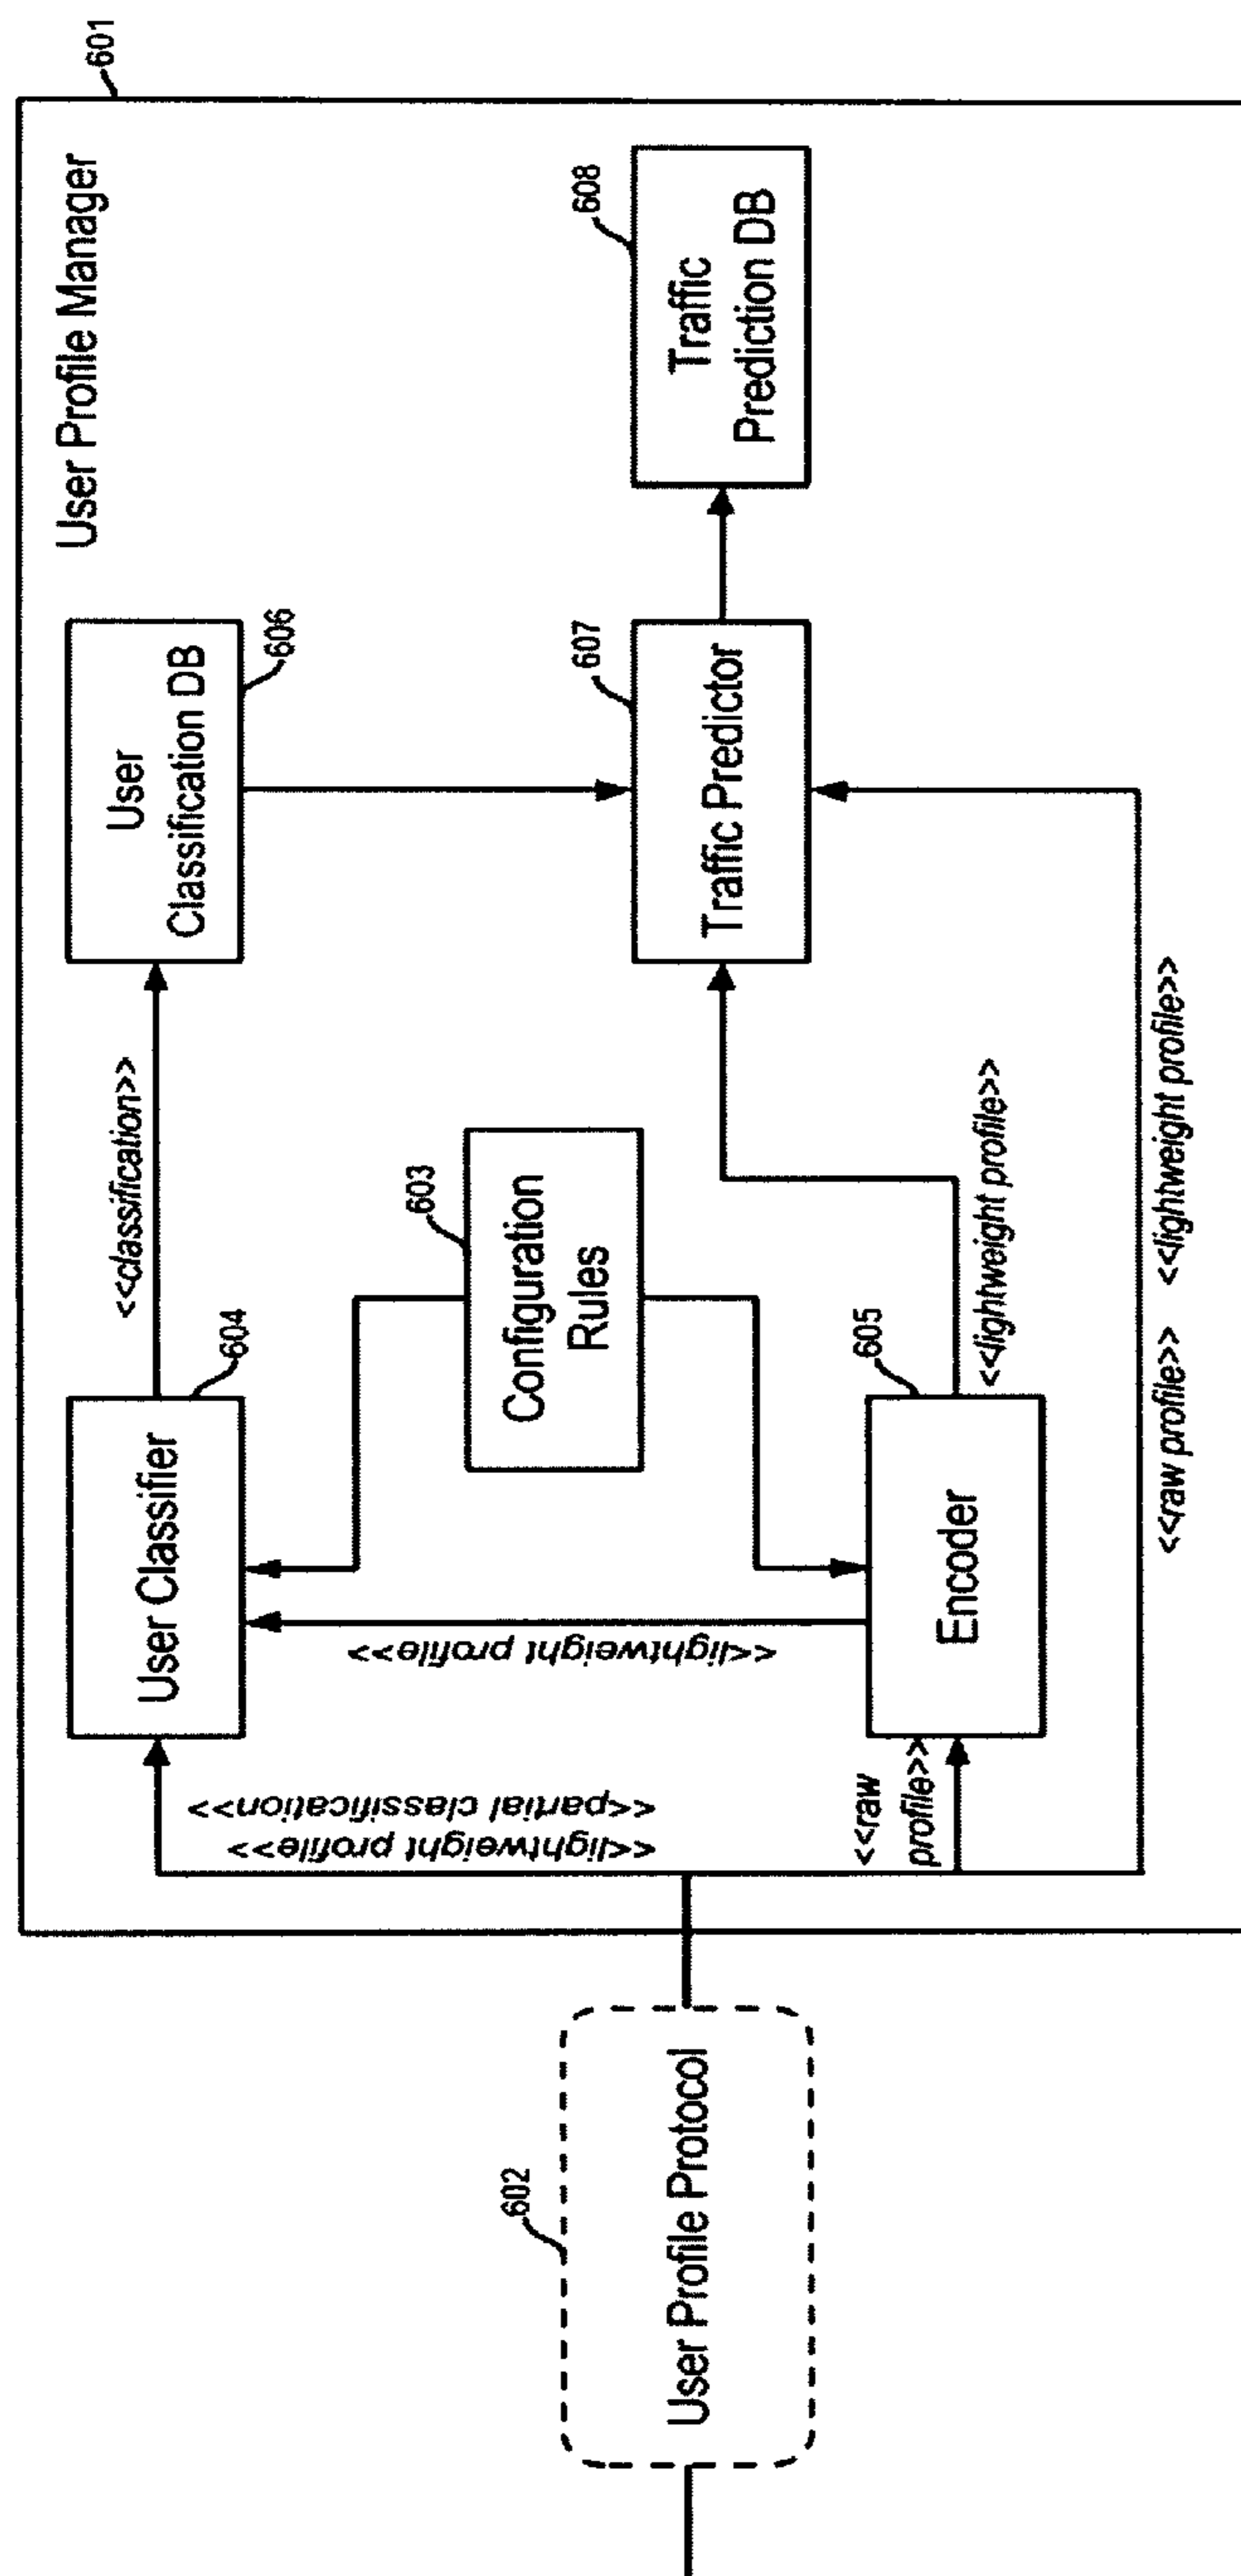 601
User Profile Manager
User
Classification DB
606
608
Traffic
Prediction DB
<<classification>>
607
Traffic Predictor
604
User Classifier
603
Configuration
Rules
<<lightweight profile>>
605
Encoder
<<lightweight profile>>
<<partial classification>>
<<lightweight profile>>
<<raw
profile>>
<<raw profile>> <<lightweight profile>>
602
User Profile Protocol